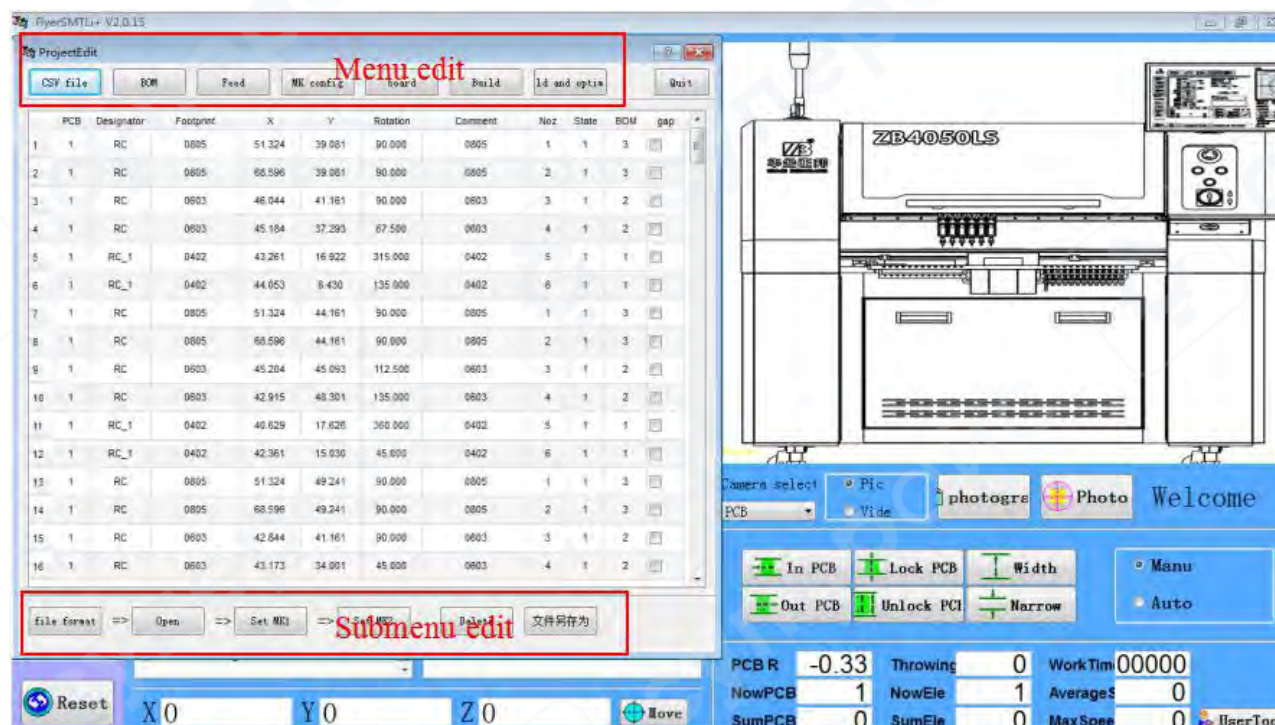 FlyerSMTLi+ V2.0.15
ProjectEdit
Menu edit
CSV file BOM Feed MK config board Build ld and optim Quit
PCB Designator Footprint X Y Rotation Comment Noz State BOM gap
1 1 RC 0805 51.324 39.081 90.000 0805 1 1 3
2 1 RC 0805 68.596 39.081 90.000 0805 2 1 3
3 1 RC 0603 46.044 41.161 90.000 0603 3 1 2
4 1 RC 0603 45.184 37.293 67.500 0603 4 1 2
5 1 RC_1 0402 43.261 16.922 315.000 0402 5 1 1
6 1 RC_1 0402 44.053 8.430 135.000 0402 6 1 1
7 1 RC 0805 51.324 44.161 90.000 0805 1 1 3
8 1 RC 0805 68.596 44.161 90.000 0805 2 1 3
9 1 RC 0603 45.204 45.093 112.500 0603 3 1 2
10 1 RC 0603 42.915 48.301 135.000 0603 4 1 2
11 1 RC_1 0402 40.629 17.626 360.000 0402 5 1 1
12 1 RC_1 0402 42.361 15.030 45.000 0402 6 1 1
13 1 RC 0805 51.324 49.241 90.000 0805 1 1 3
14 1 RC 0805 68.596 49.241 90.000 0805 2 1 3
15 1 RC 0603 42.844 41.161 90.000 0603 3 1 2
16 1 RC 0603 43.173 34.001 45.000 0603 4 1 2
file format => Open => Set MK1 => Set MK2 Delet 文件另存为
Submenu edit
ZB4050LS
Camera select
PCB
Pic
Vide
photogra
Photo
Welcome
In PCB Lock PCB Width
Out PCB Unlock PCI Narrow
Manu
Auto
PCB R -0.33 Throwing 0 WorkTim 00000
NowPCB 1 NowEle 1 AverageS 0
SumPCB 0 SumEle 0 MaxSpee 0
Reset X 0 Y 0 Z 0 Move
UserTo